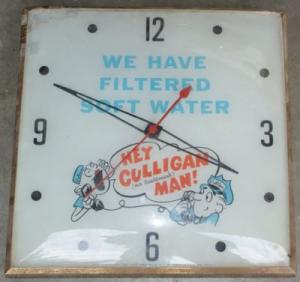 12
WE HAVE
FILTERED
SOFT WATER
9
3
HEY
CULLIGAN
MAN!
6